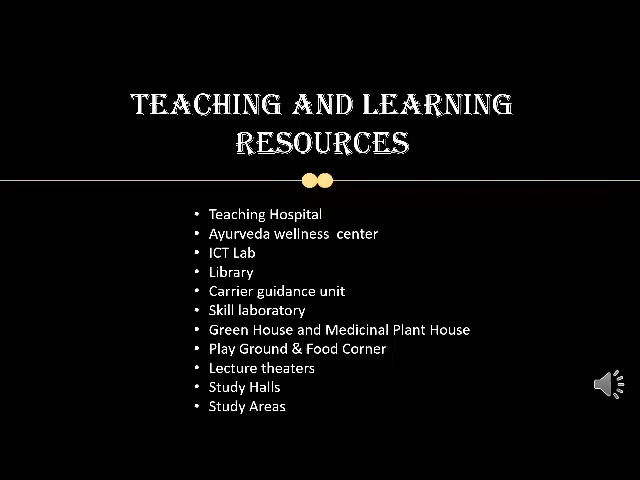 TEACHING AND LEARNING
RESOURCES
• Teaching Hospital
• Ayurveda wellness center
• ICT Lab
• Library
• Carrier guidance unit
• Skill laboratory
• Green House and Medicinal Plant House
• Play Ground & Food Corner
• Lecture theaters
• Study Halls
• Study Areas